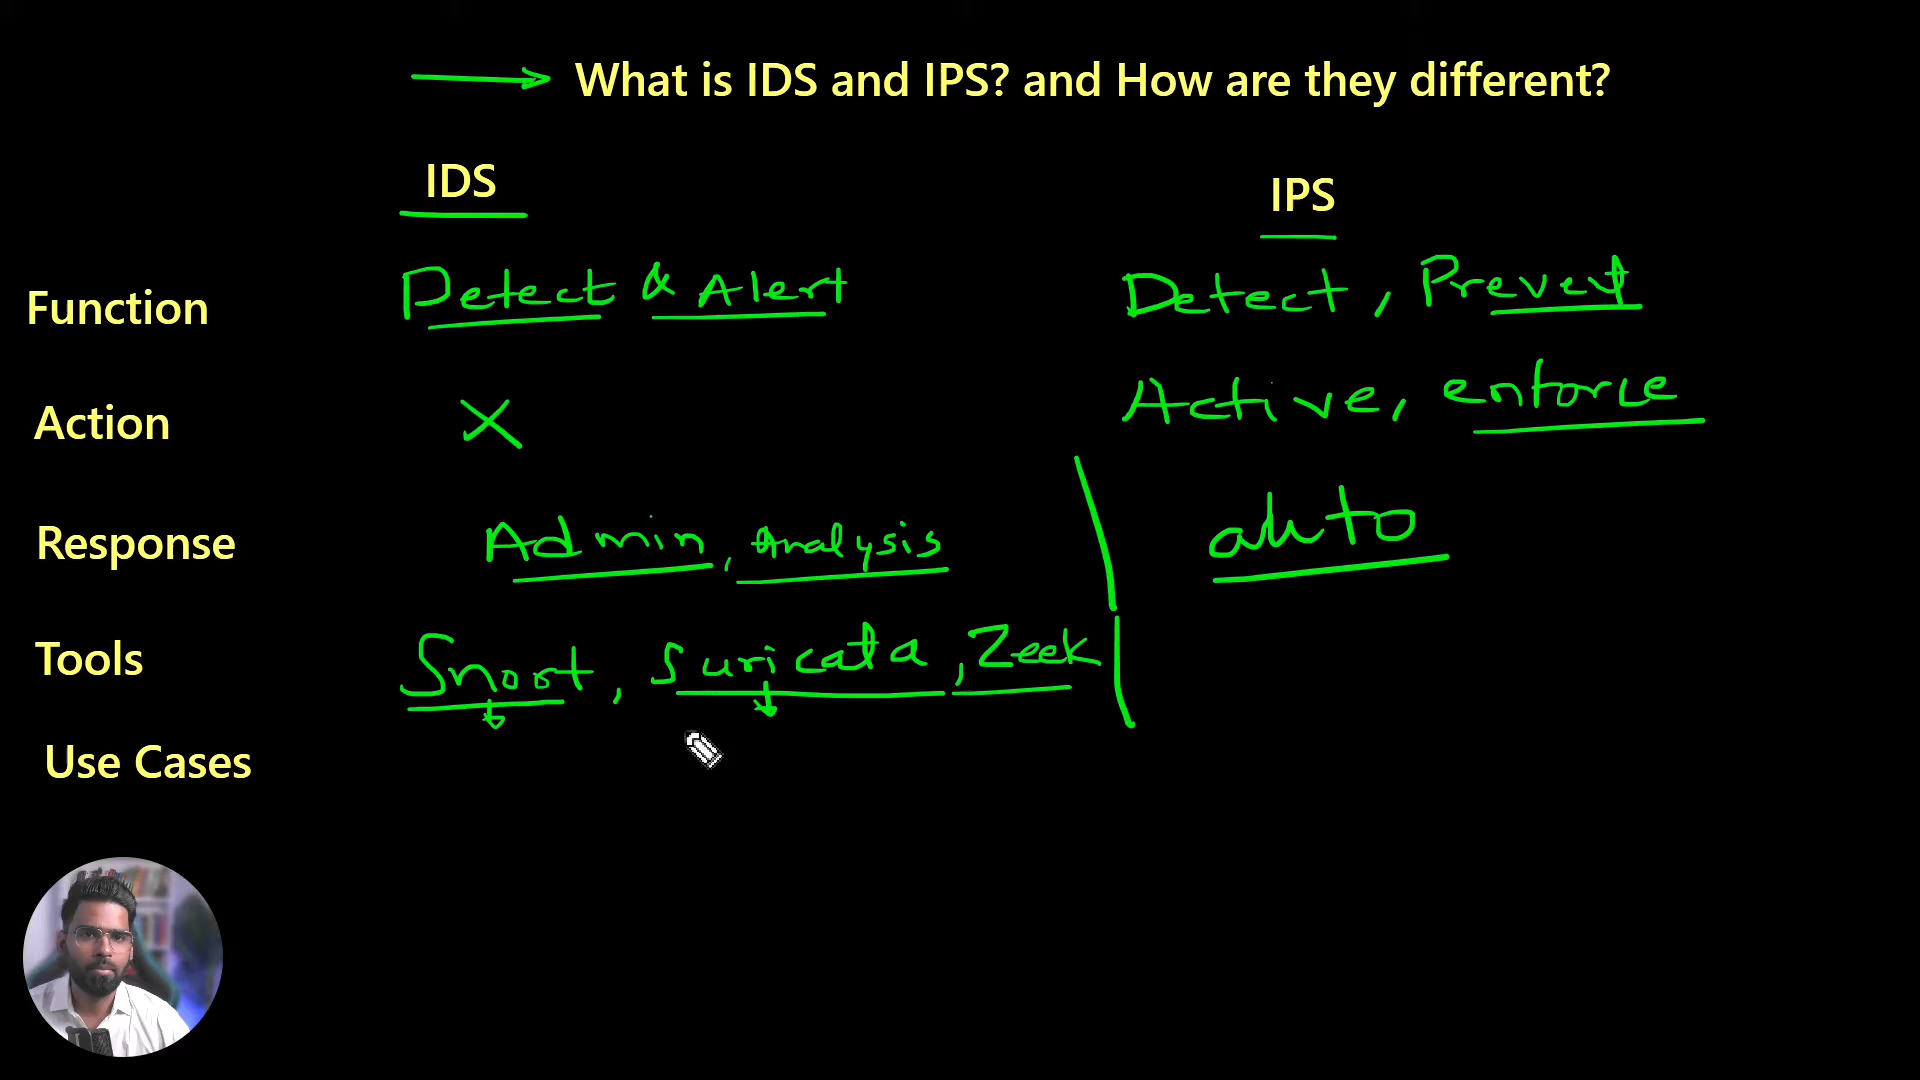 What is IDS and IPS? and How are they different?
IDS
IPS
Function
Detect & Alert
Detect, Prevent
Action
X
Active, enforce
Response
Admin, Analysis
auto
Tools
Snort, Suricata, Zeek
Use Cases